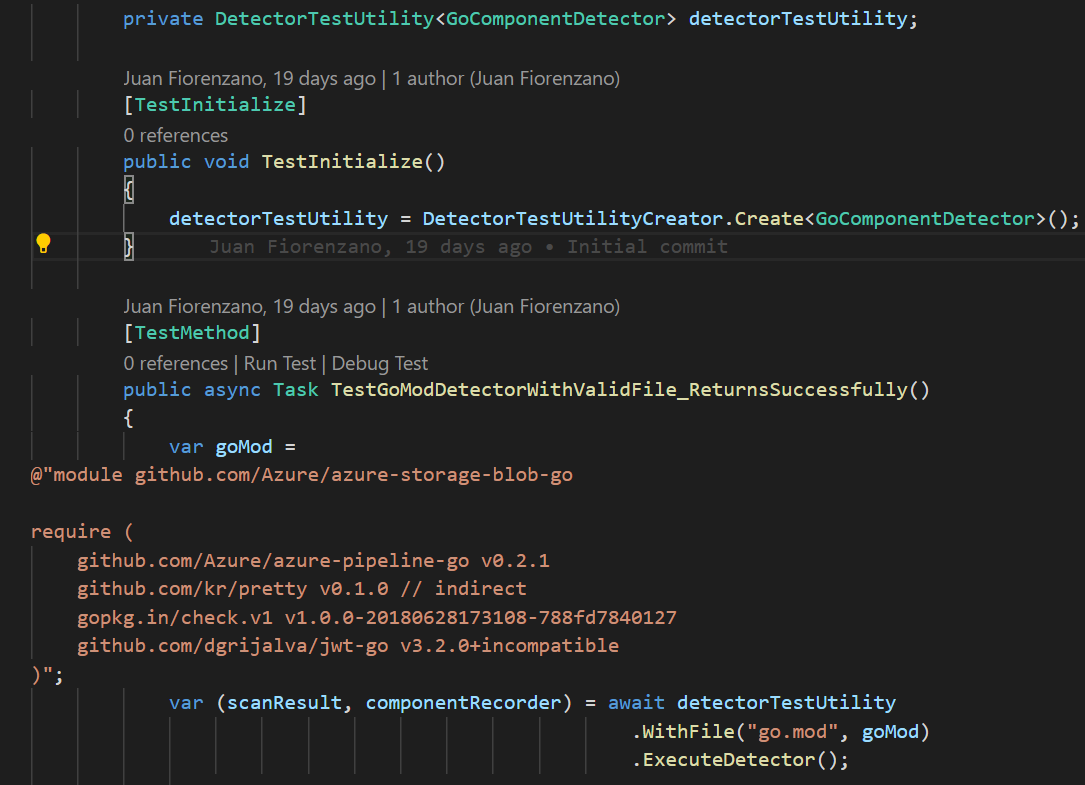 private DetectorTestUtility<GoComponentDetector> detectorTestUtility;
Juan Fiorenzano, 19 days ago | 1 author (Juan Fiorenzano)
[TestInitialize]
0 references
public void TestInitialize()
{
detectorTestUtility = DetectorTestUtilityCreator.Create<GoComponentDetector>();
} Juan Fiorenzano, 19 days ago • Initial commit
Juan Fiorenzano, 19 days ago | 1 author (Juan Fiorenzano)
[TestMethod]
0 references | Run Test | Debug Test
public async Task TestGoModDetectorWithValidFile_ReturnsSuccessfully()
{
var goMod =
@"module github.com/Azure/azure-storage-blob-go
require (
github.com/Azure/azure-pipeline-go v0.2.1
github.com/kr/pretty v0.1.0 // indirect
gopkg.in/check.v1 v1.0.0-20180628173108-788fd7840127
github.com/dgrijalva/jwt-go v3.2.0+incompatible
)";
var (scanResult, componentRecorder) = await detectorTestUtility
.WithFile("go.mod", goMod)
.ExecuteDetector();